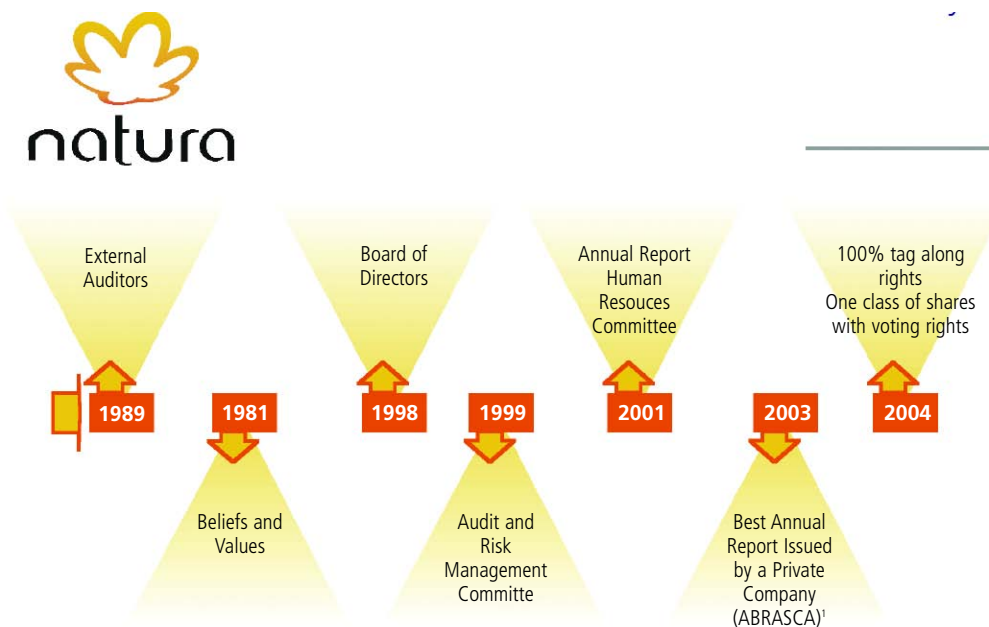 natura
External
Auditors
Board of
Directors
Annual Report
Human
Resouces
Committee
100% tag along
rights
One class of shares
with voting rights
1989
1981
1998
1999
2001
2003
2004
Beliefs and
Values
Audit and
Risk
Management
Committe
Best Annual
Report Issued
by a Private
Company
(ABRASCA)¹